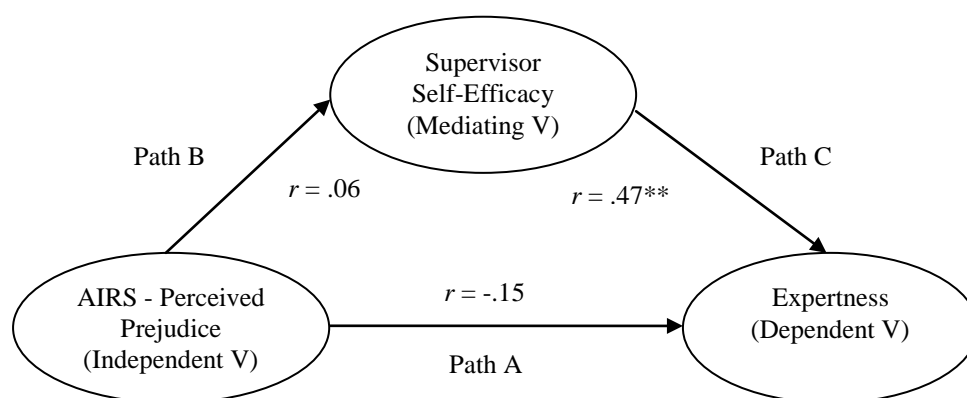 Supervisor
Self-Efficacy
(Mediating V)
Path B
Path C
r = .06
r = .47**
AIRS - Perceived
Prejudice
(Independent V)
r = -.15
Path A
Expertness
(Dependent V)